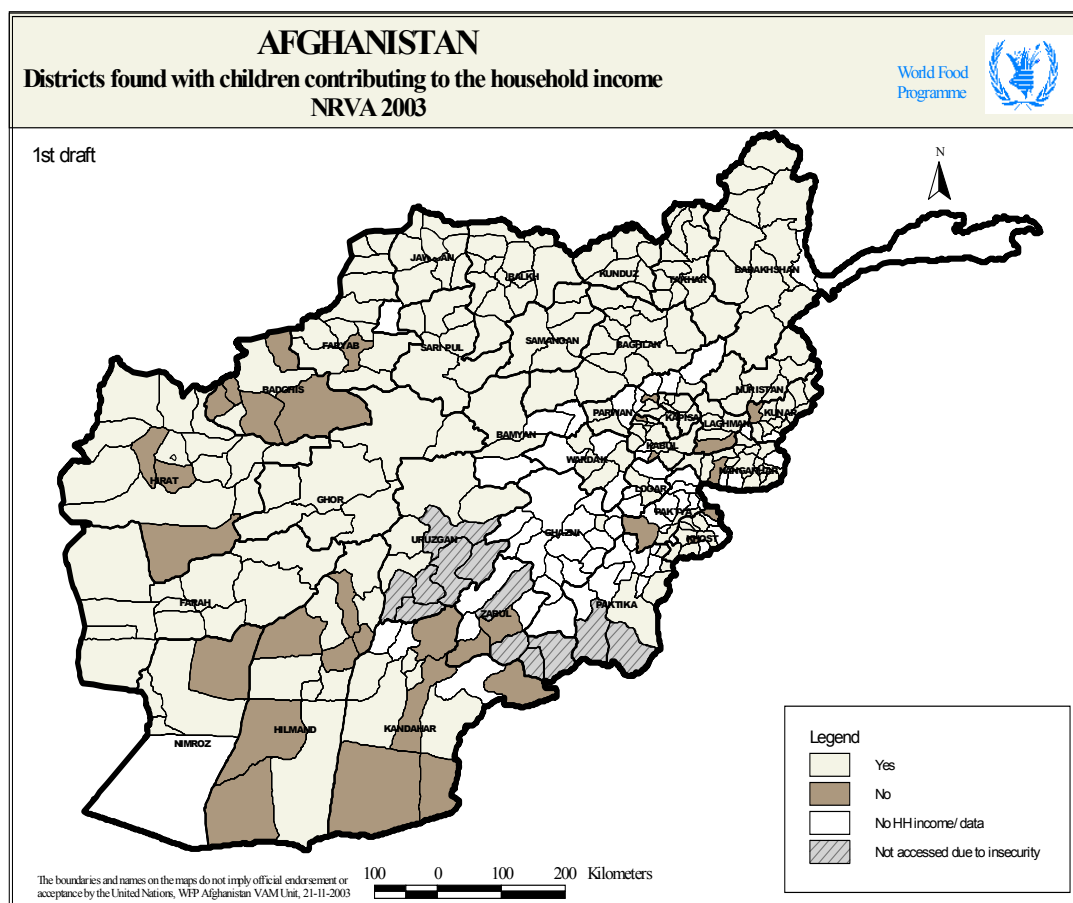 AFGHANISTAN
Districts found with children contributing to the household income
NRVA 2003
World Food
Programme
1st draft
N
BADAKHSHAN
KUNDUZ
BALKH
SAMANGAN
BAGHLAN
SARI PUL
FARYAB
BADGHIS
NURISTAN
PARWAN
KAPISA
KUNAR
LAGHMAN
BAMYAN
KABUL
WARDAK
NANGARHAR
HIRAT
LOGAR
GHOR
PAKTYA
GHAZNI
URUZGAN
KHOST
FARAH
PAKTIKA
ZABUL
HILMAND
KANDAHAR
NIMROZ
Legend
Yes
No
No HH income/ data
Not accessed due to insecurity
The boundaries and names on the maps do not imply official endorsement or
acceptance by the United Nations, WFP Afghanistan VAM Unit, 21-11-2003
100 0 100 200 Kilometers